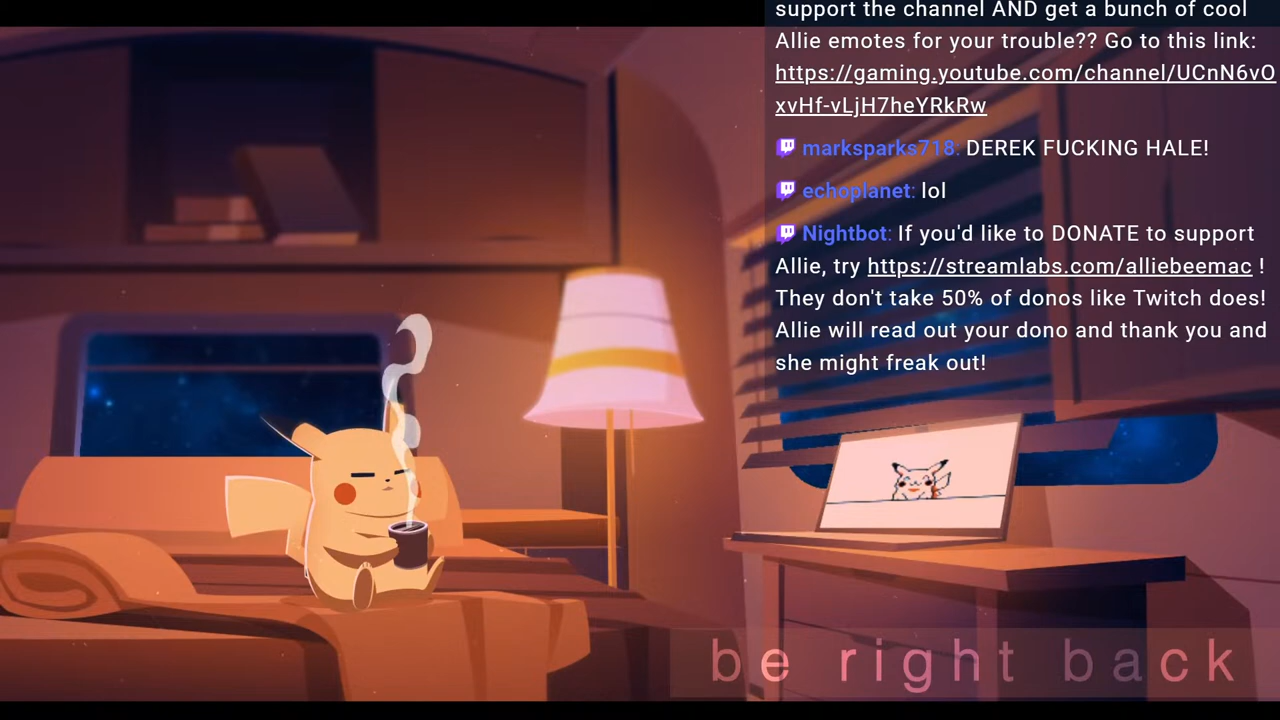 support the channel AND get a bunch of cool
Allie emotes for your trouble?? Go to this link:
https://gaming.youtube.com/channel/UCnN6vO
xvHf-vLjH7heYRkRw
marksparks718: DEREK FUCKING HALE!
echoplanet: lol
Nightbot: If you'd like to DONATE to support
Allie, try https://streamlabs.com/alliebeemac !
They don't take 50% of donos like Twitch does!
Allie will read out your dono and thank you and
she might freak out!
be right back